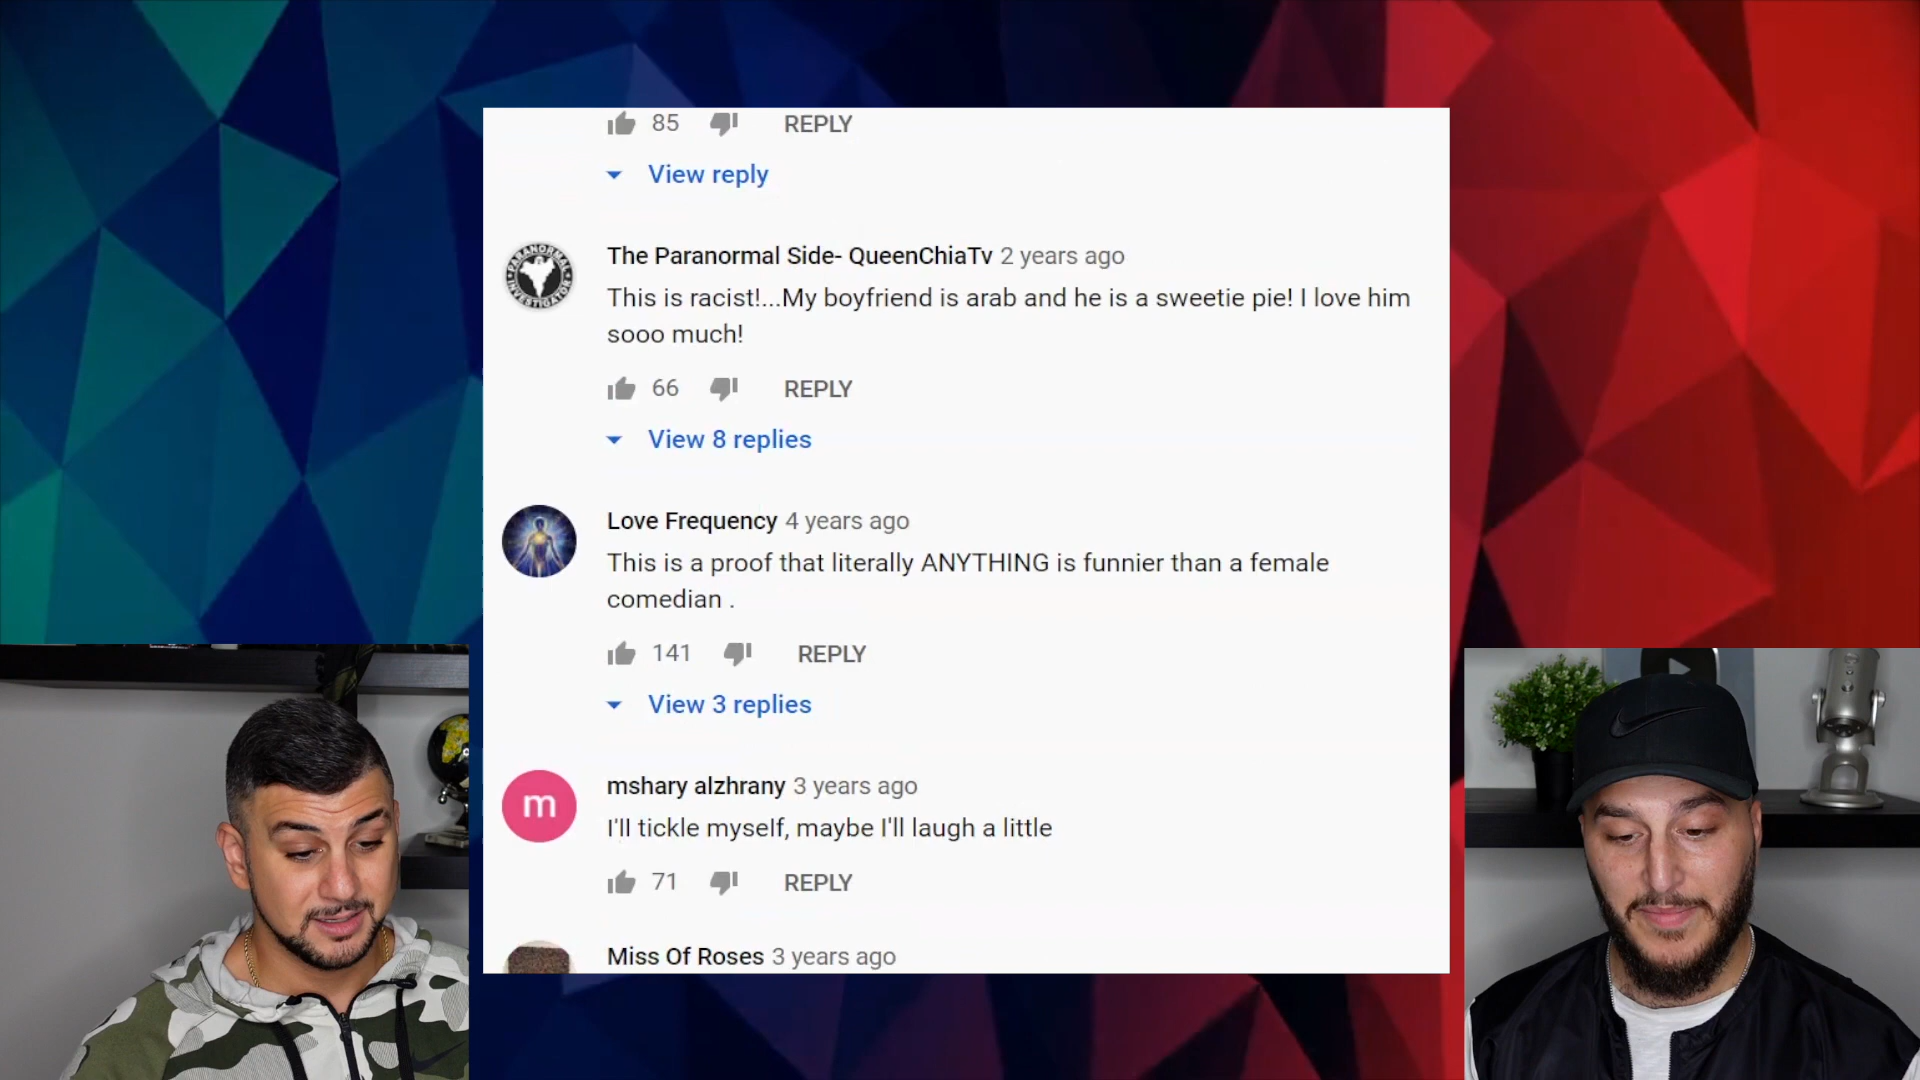 85 REPLY
View reply
PARANORMAL INVESTIGATOR
The Paranormal Side- QueenChiaTv 2 years ago
This is racist!...My boyfriend is arab and he is a sweetie pie! I love him
sooo much!
66 REPLY
View 8 replies
Love Frequency 4 years ago
This is a proof that literally ANYTHING is funnier than a female
comedian .
141 REPLY
View 3 replies
m
mshary alzhrany 3 years ago
I'll tickle myself, maybe I'll laugh a little
71 REPLY
Miss Of Roses 3 years ago